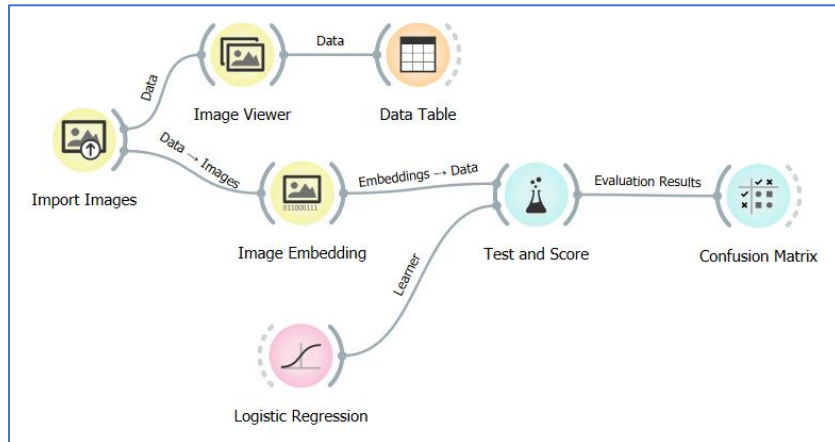 Data
Image Viewer
Data
Data Table
Import Images
Data → Images
Image Embedding
011000111
Embeddings → Data
Test and Score
Evaluation Results
Confusion Matrix
Learner
Logistic Regression